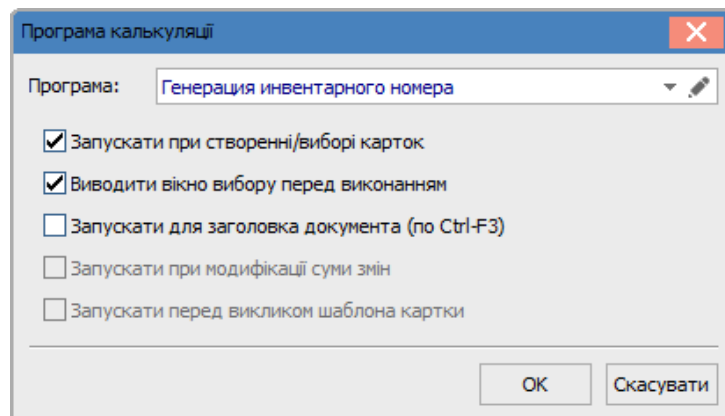 Програма калькуляції
Програма: Генерация инвентарного номера
Запускати при створенні/виборі карток
Виводити вікно вибору перед виконанням
Запускати для заголовка документа (по Ctrl-F3)
Запускати при модифікації суми змін
Запускати перед викликом шаблона картки
ОК Скасувати